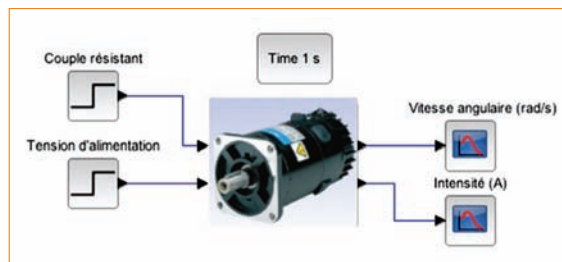 Couple résistant
Time 1 s
Vitesse angulaire (rad/s)
Tension d'alimentation
Intensité (A)